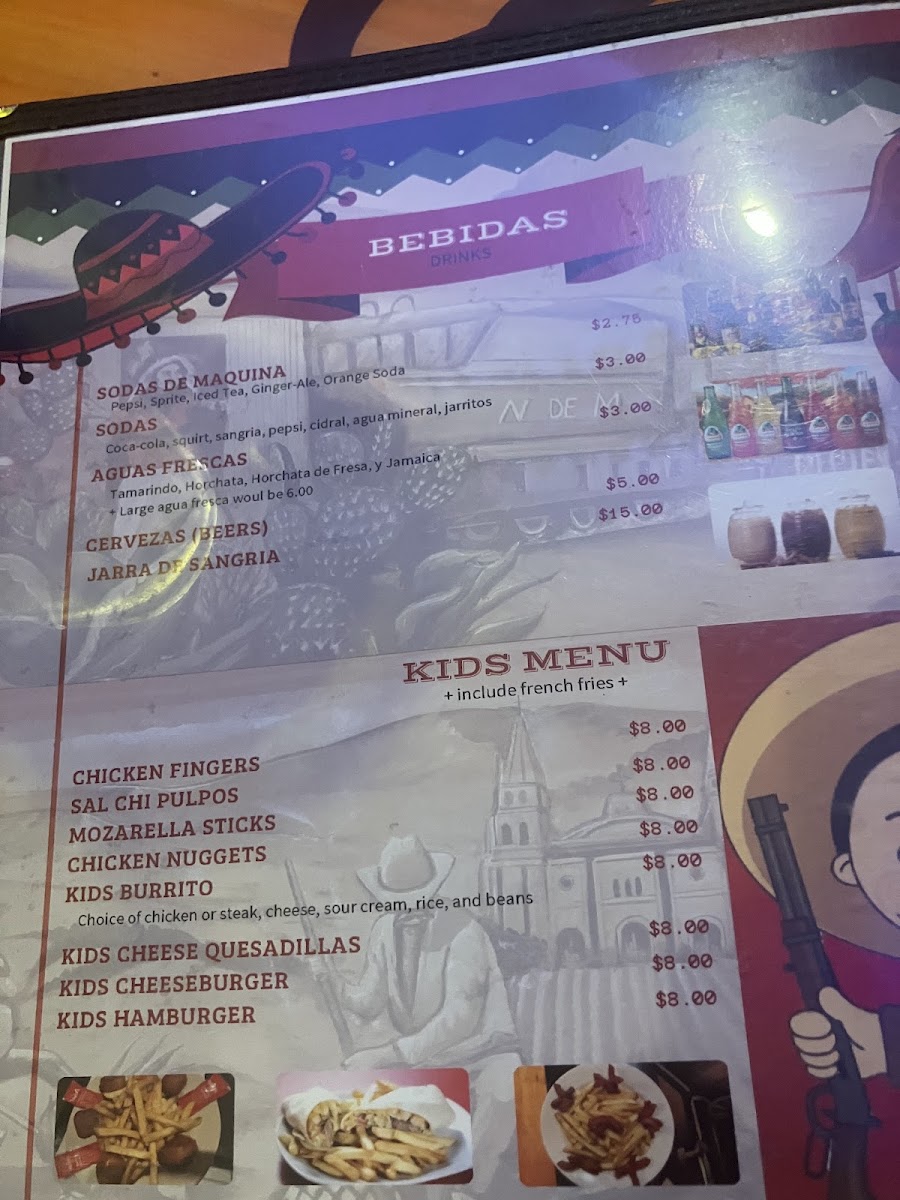 BEBIDAS
DRINKS
SODAS DE MAQUINA $2.75
Pepsi, Sprite, Iced Tea, Ginger-Ale, Orange Soda
SODAS $3.00
Coca-cola, squirt, sangria, pepsi, cidral, agua mineral, jarritos
AGUAS FRESCAS $3.00
Tamarindo, Horchata, Horchata de Fresa, y Jamaica
+ Large agua fresca woul be 6.00
CERVEZAS (BEERS) $5.00
JARRA DE SANGRIA $15.00
N DE M
KIDS MENU
+ include french fries +
CHICKEN FINGERS $8.00
SAL CHI PULPOS $8.00
MOZARELLA STICKS $8.00
CHICKEN NUGGETS $8.00
KIDS BURRITO $8.00
Choice of chicken or steak, cheese, sour cream, rice, and beans
KIDS CHEESE QUESADILLAS $8.00
KIDS CHEESEBURGER $8.00
KIDS HAMBURGER $8.00